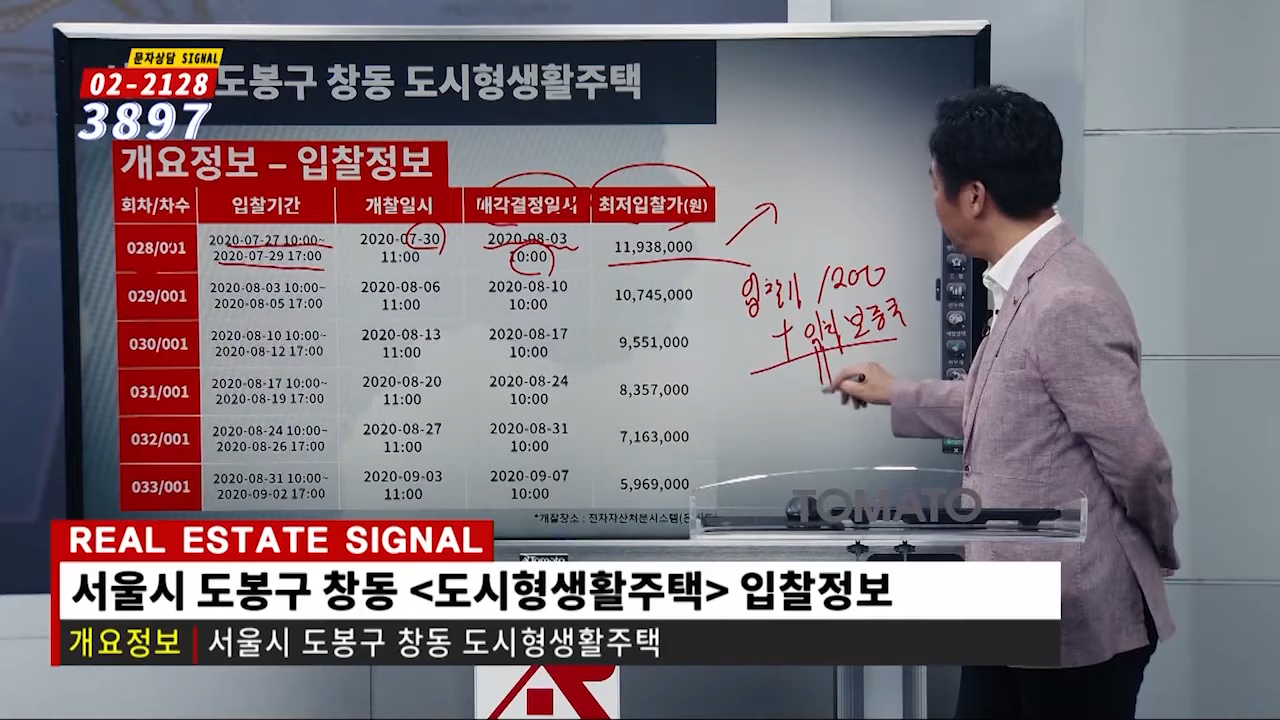 문자상담 SIGNAL
02-2128
3897
도봉구 창동 도시형생활주택
개요정보 – 입찰정보
회차/차수 입찰기간 개찰일시 매각결정일시 최저입찰가(원)
028/001 2020-07-27 10:00~ 2020-07-29 17:00 2020-07-30 11:00 2020-08-03 10:00 11,938,000
029/001 2020-08-03 10:00~ 2020-08-05 17:00 2020-08-06 11:00 2020-08-10 10:00 10,745,000
030/001 2020-08-10 10:00~ 2020-08-12 17:00 2020-08-13 11:00 2020-08-17 10:00 9,551,000
031/001 2020-08-17 10:00~ 2020-08-19 17:00 2020-08-20 11:00 2020-08-24 10:00 8,357,000
032/001 2020-08-24 10:00~ 2020-08-26 17:00 2020-08-27 11:00 2020-08-31 10:00 7,163,000
033/001 2020-08-31 10:00~ 2020-09-02 17:00 2020-09-03 11:00 2020-09-07 10:00 5,969,000
*개찰장소 : 전자자산처분시스템(온
입찰가 1200
+ 입찰보증금
TOMATO
REAL ESTATE SIGNAL
서울시 도봉구 창동 <도시형생활주택> 입찰정보
개요정보 | 서울시 도봉구 창동 도시형생활주택